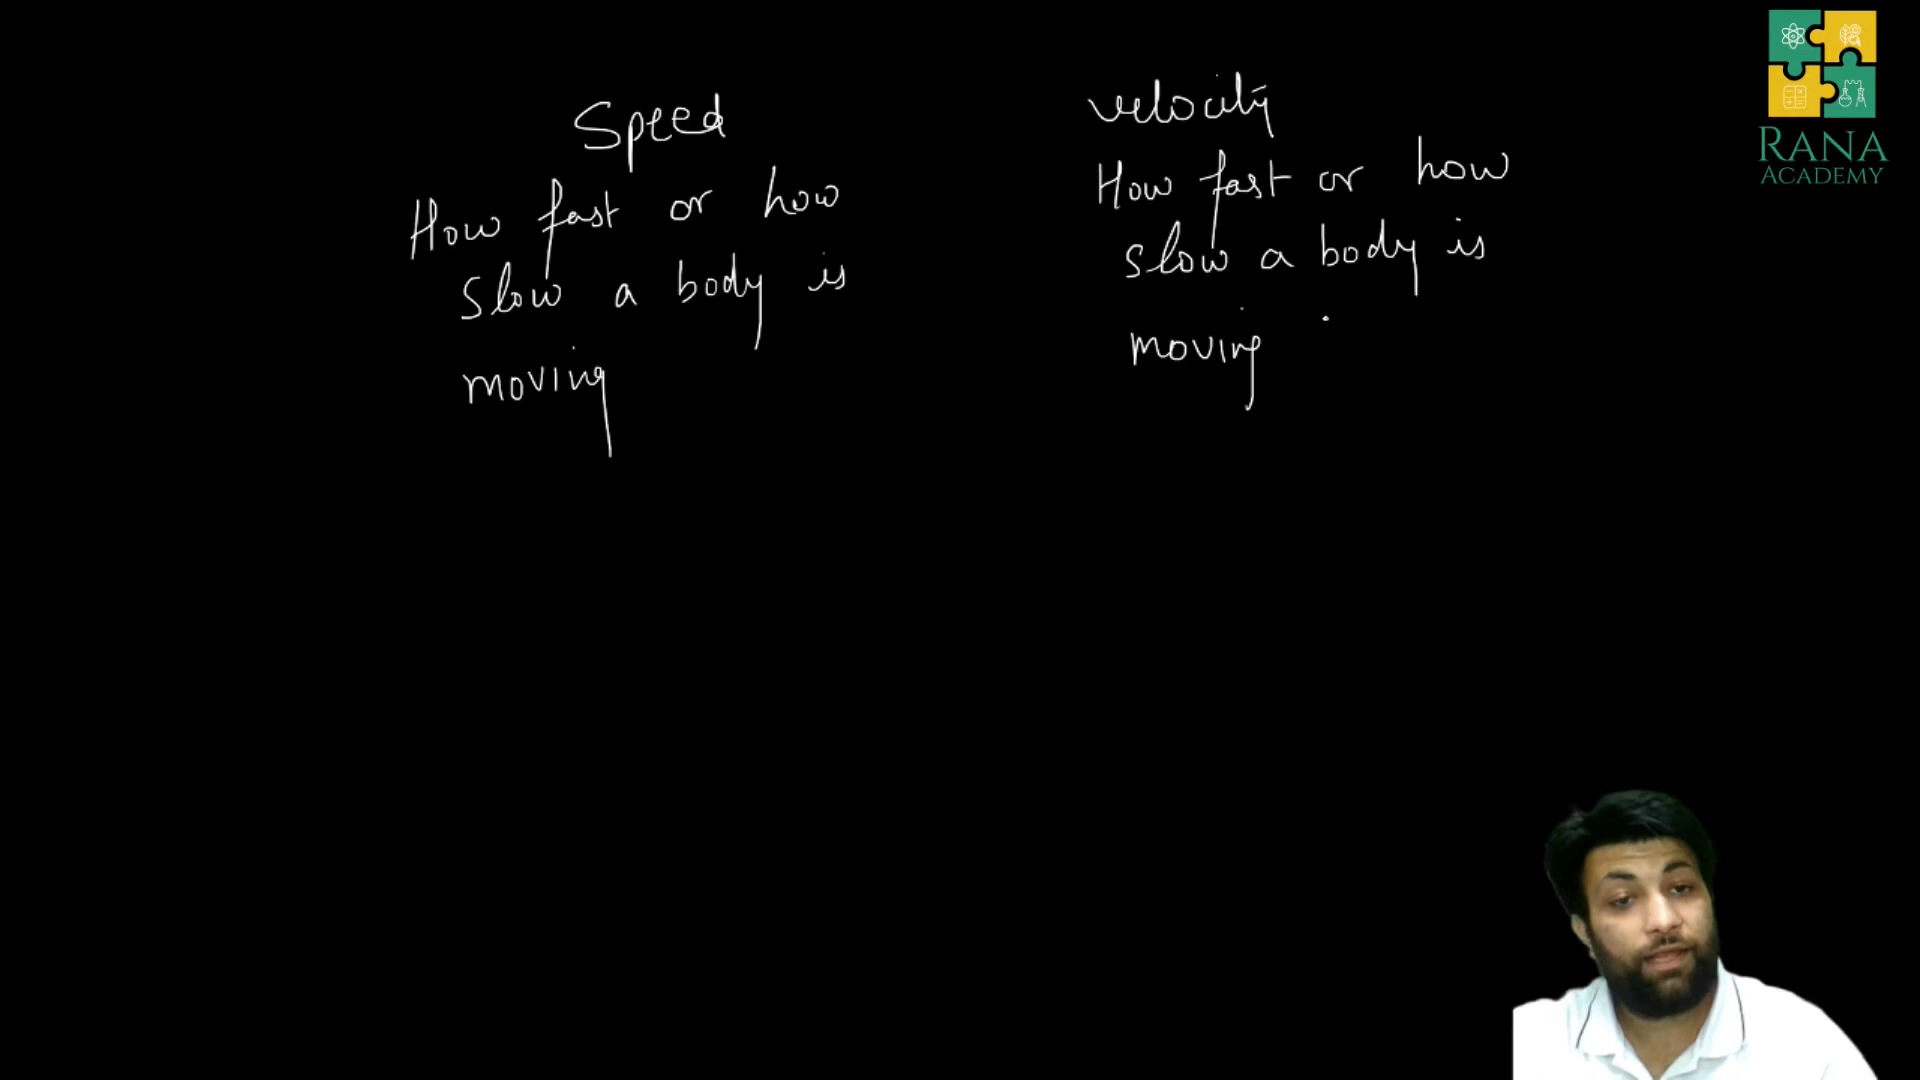 Speed
How fast or how
slow a body is
moving
velocity
How fast or how
slow a body is
moving
RANA
ACADEMY